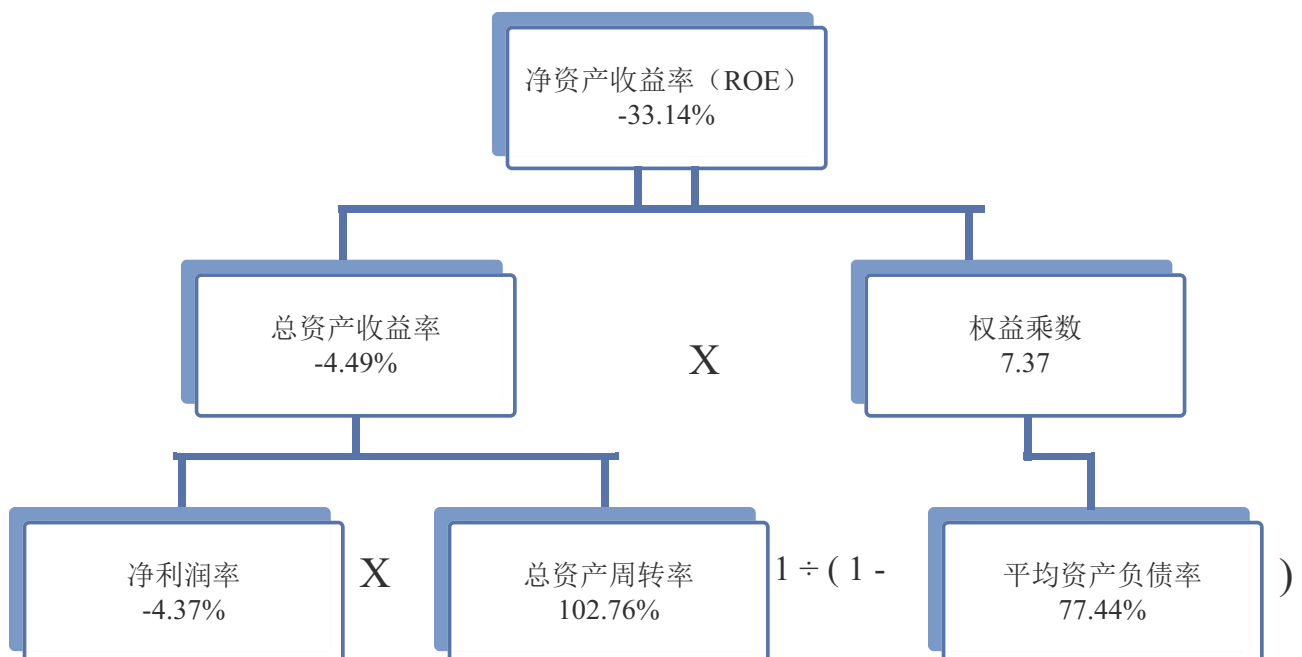 净资产收益率（ROE）
-33.14%
总资产收益率
-4.49%
X
权益乘数
7.37
净利润率
-4.37%
X
总资产周转率
102.76%
1 ÷ ( 1 -
平均资产负债率
77.44%
)